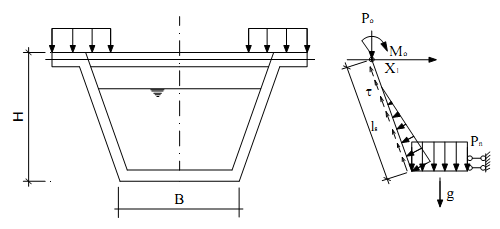 H
B
P₀
M₀
X₁
τ
lₐ
Pₙ
g